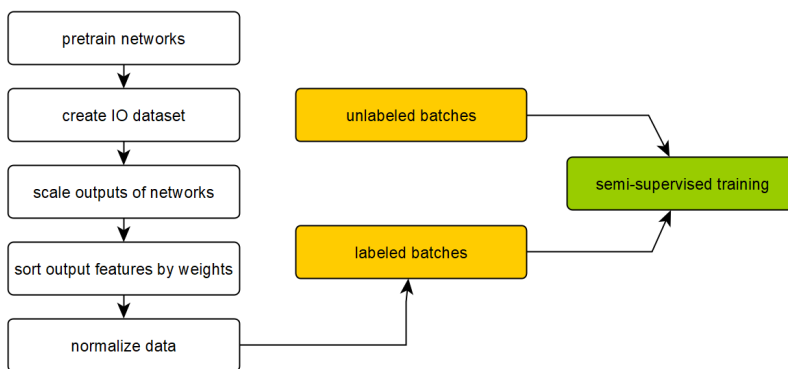 pretrain networks
create IO dataset
scale outputs of networks
sort output features by weights
normalize data
unlabeled batches
labeled batches
semi-supervised training